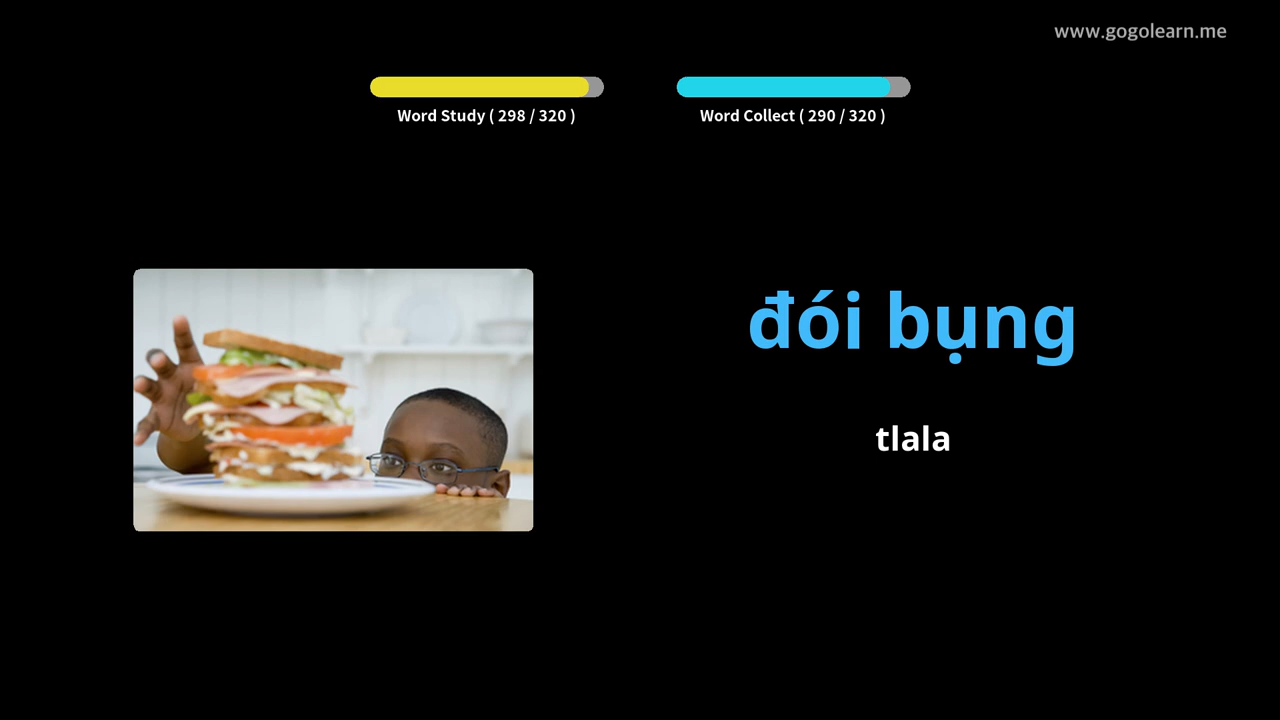 www.gogolearn.me
Word Study ( 298 / 320 )
Word Collect ( 290 / 320 )
đói bụng
tlala